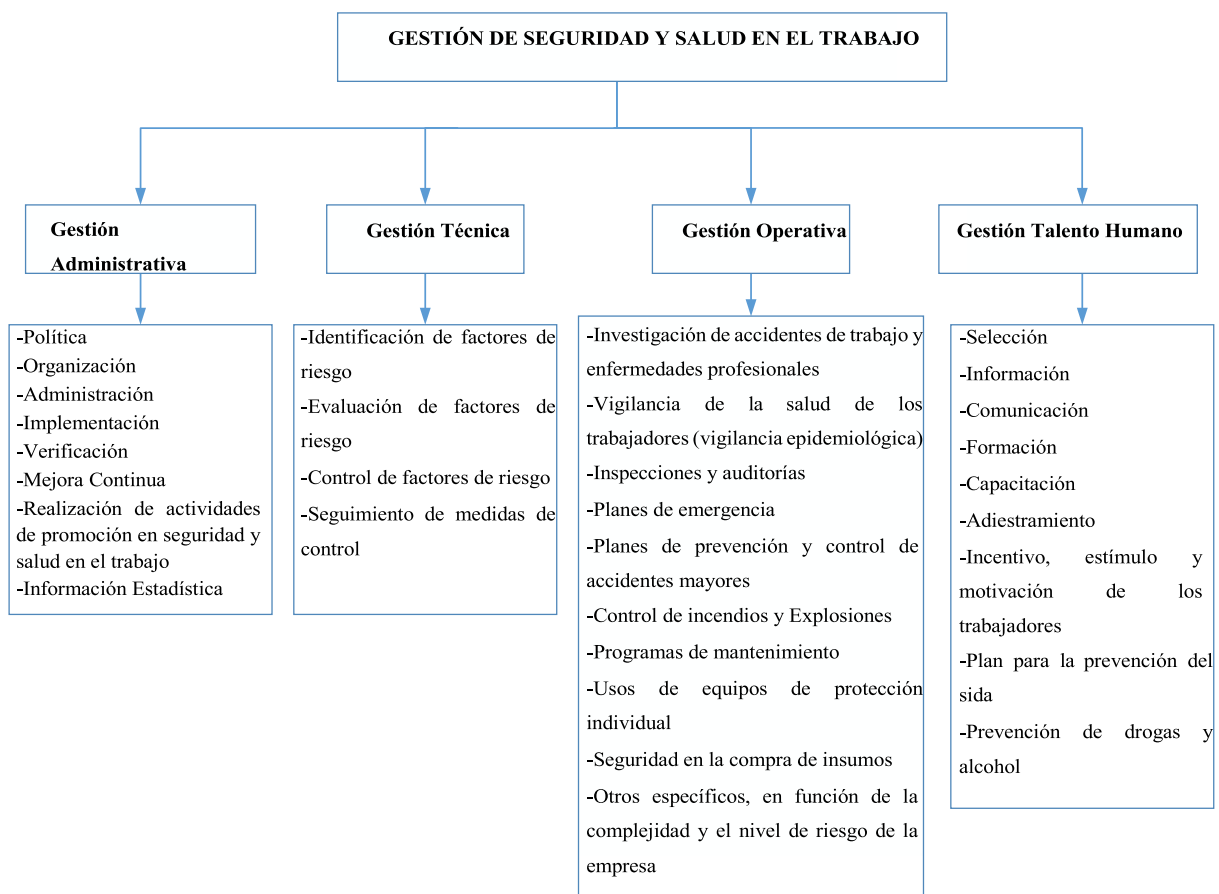 GESTIÓN DE SEGURIDAD Y SALUD EN EL TRABAJO
Gestión
Administrativa
Gestión Técnica
Gestión Operativa
Gestión Talento Humano
-Política
-Organización
-Administración
-Implementación
-Verificación
-Mejora Continua
-Realización de actividades
de promoción en seguridad y
salud en el trabajo
-Información Estadística
-Identificación de factores de
riesgo
-Evaluación de factores de
riesgo
-Control de factores de riesgo
-Seguimiento de medidas de
control
-Investigación de accidentes de trabajo y
enfermedades profesionales
-Vigilancia de la salud de los
trabajadores (vigilancia epidemiológica)
-Inspecciones y auditorías
-Planes de emergencia
-Planes de prevención y control de
accidentes mayores
-Control de incendios y Explosiones
-Programas de mantenimiento
-Usos de equipos de protección
individual
-Seguridad en la compra de insumos
-Otros específicos, en función de la
complejidad y el nivel de riesgo de la
empresa
-Selección
-Información
-Comunicación
-Formación
-Capacitación
-Adiestramiento
-Incentivo, estímulo y
motivación de los
trabajadores
-Plan para la prevención del
sida
-Prevención de drogas y
alcohol